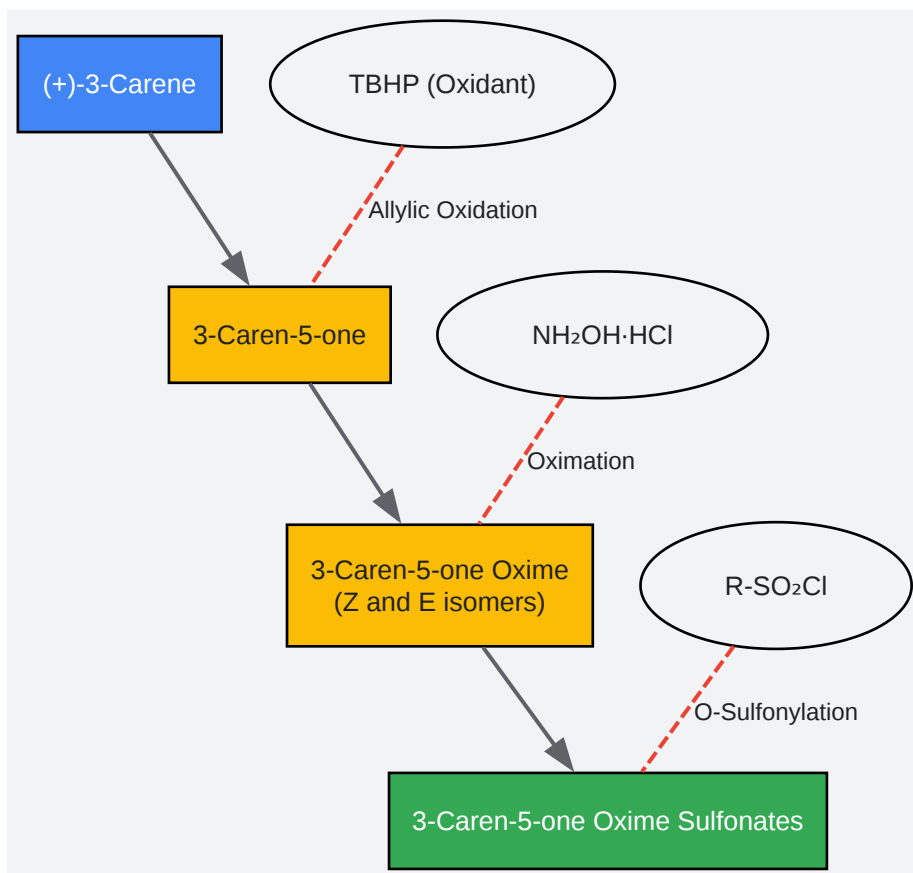 (+)-3-Carene
TBHP (Oxidant)
Allylic Oxidation
3-Caren-5-one
NH₂OH·HCl
Oximation
3-Caren-5-one Oxime
(Z and E isomers)
R-SO₂Cl
O-Sulfonylation
3-Caren-5-one Oxime Sulfonates